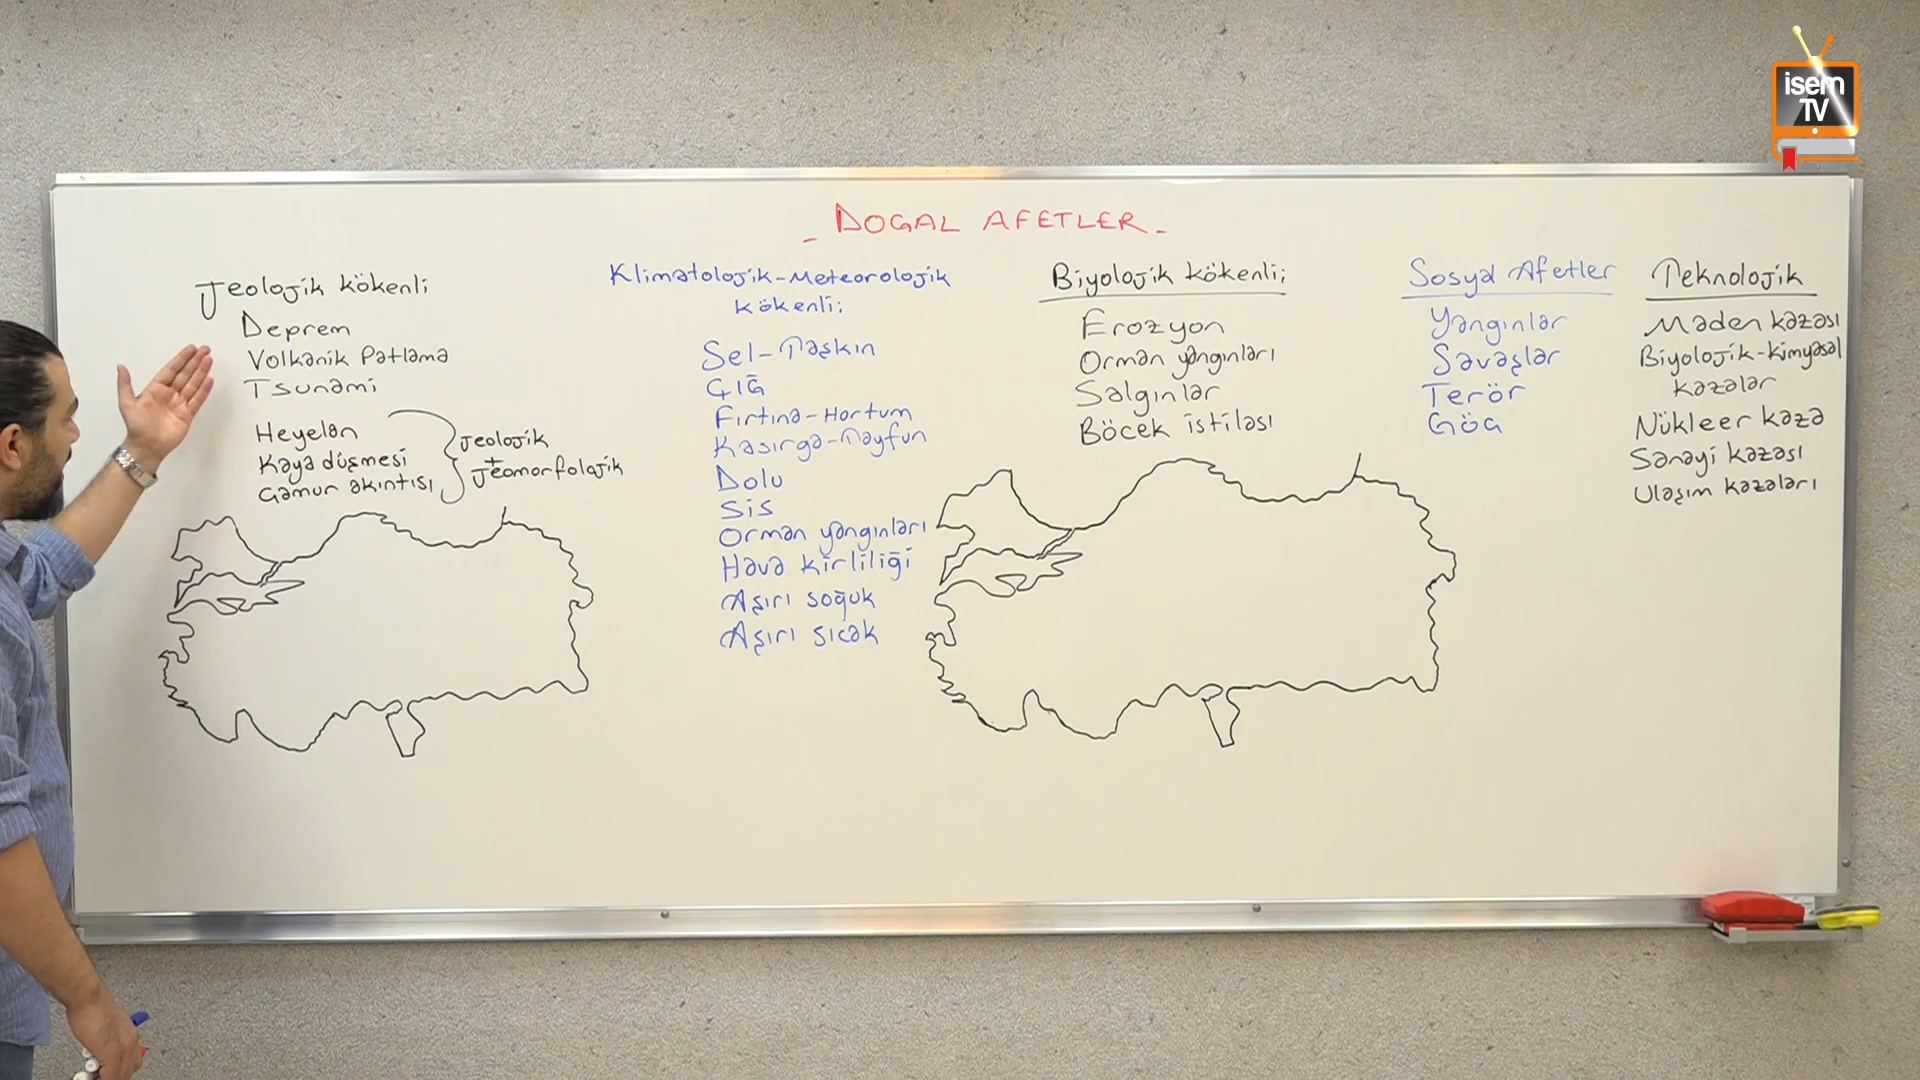 isem
TV
- DOĞAL AFETLER -
Jeolojik kökenli
Deprem
Volkanik Patlama
Tsunami
Heyelan
Kaya düşmesi
Çamur akıntısı
Jeolojik
+
Jeomorfolojik
Klimatolojik-Meteorolojik
kökenli;
Sel-Taşkın
ÇIĞ
Fırtına-Hortum
Kasırga-Tayfun
Dolu
Sis
Orman yangınları
Hava kirliliği
Aşırı soğuk
Aşırı sıcak
Biyolojik kökenli;
Erozyon
Orman yangınları
Salgınlar
Böcek istilası
Sosyal Afetler
Yangınlar
Savaşlar
Terör
Göç
Teknolojik
Maden kazası
Biyolojik-kimyasal
kazalar
Nükleer kaza
Sanayi kazası
Ulaşım kazaları